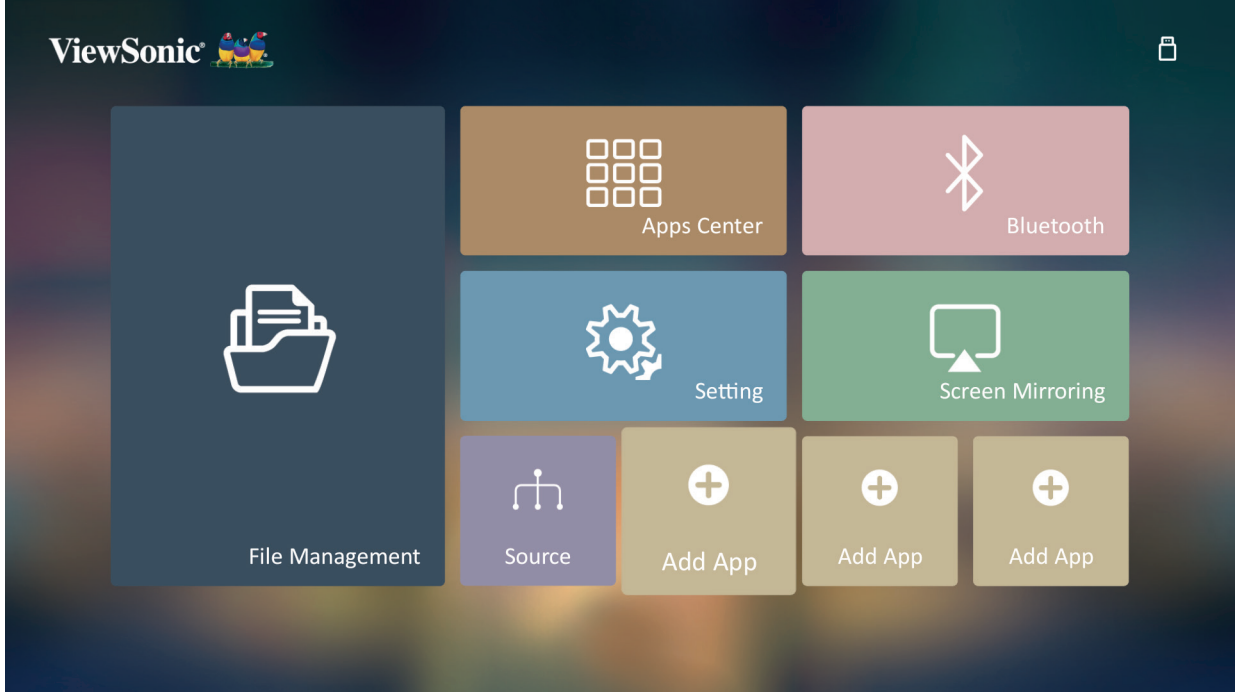 ViewSonic®
Apps Center
Bluetooth
Setting
Screen Mirroring
File Management
Source
Add App
Add App
Add App